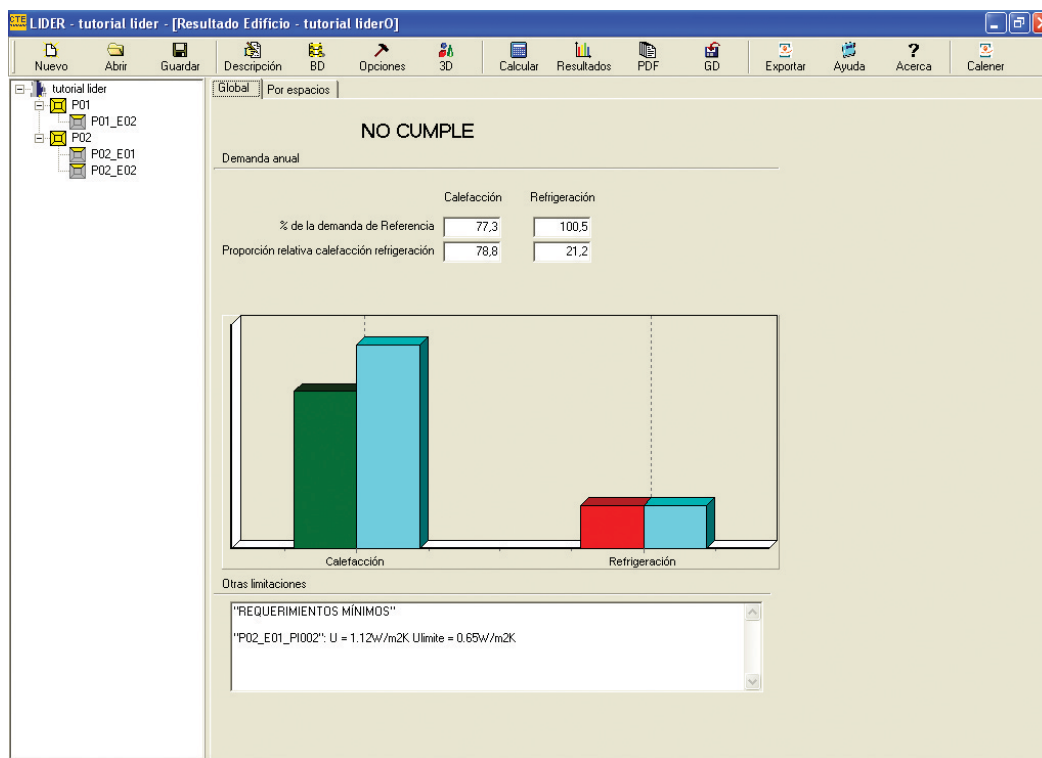 CTE LIDER - tutorial lider - [Resultado Edificio - tutorial liderO]
Nuevo Abrir Guardar Descripción BD Opciones 3D Calcular Resultados PDF GD Exportar Ayuda Acerca Calener
tutorial lider
P01
P01_E02
P02
P02_E01
P02_E02
Global Por espacios
NO CUMPLE
Demanda anual
Calefacción Refrigeración
% de la demanda de Referencia 77,3 100,5
Proporción relativa calefacción refrigeración 78,8 21,2
Calefacción Refrigeración
Otras limitaciones
"REQUERIMIENTOS MÍNIMOS"
"P02_E01_PI002": U = 1.12W/m2K Ulimite = 0.65W/m2K